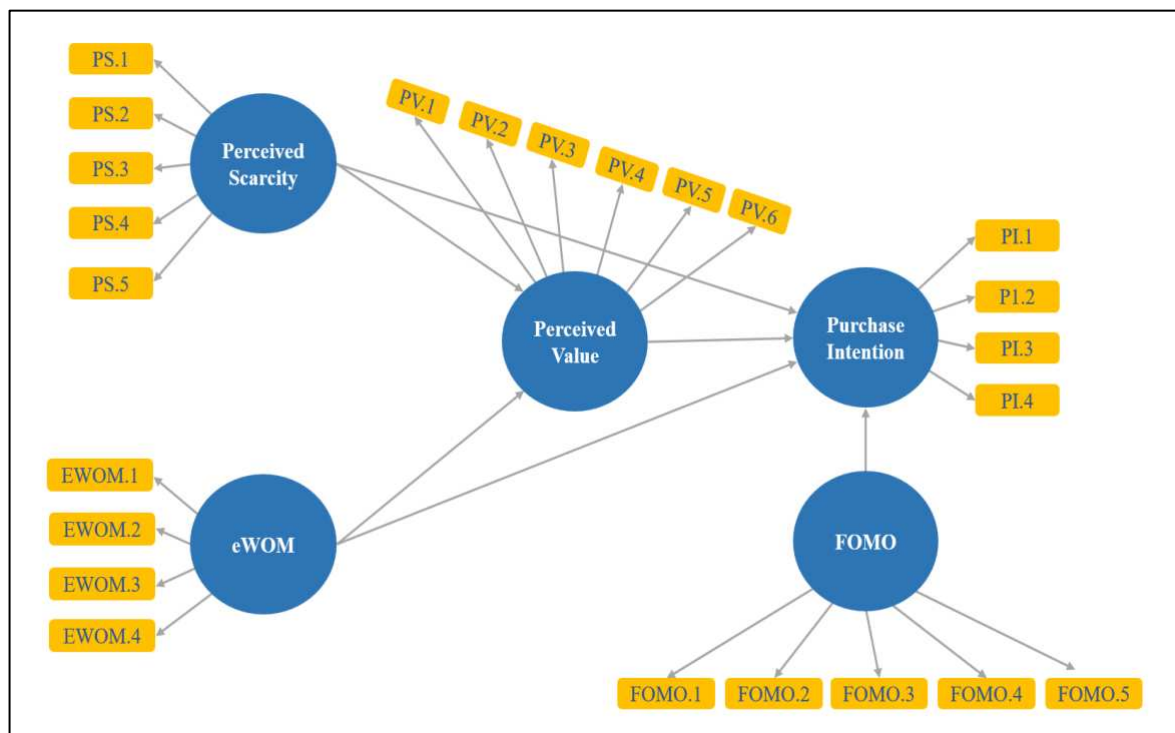 PS.1
PS.2
PS.3
PS.4
PS.5
Perceived
Scarcity
PV.1
PV.2
PV.3
PV.4
PV.5
PV.6
Perceived
Value
Purchase
Intention
PI.1
P1.2
PI.3
PI.4
EWOM.1
EWOM.2
EWOM.3
EWOM.4
eWOM
FOMO
FOMO.1
FOMO.2
FOMO.3
FOMO.4
FOMO.5